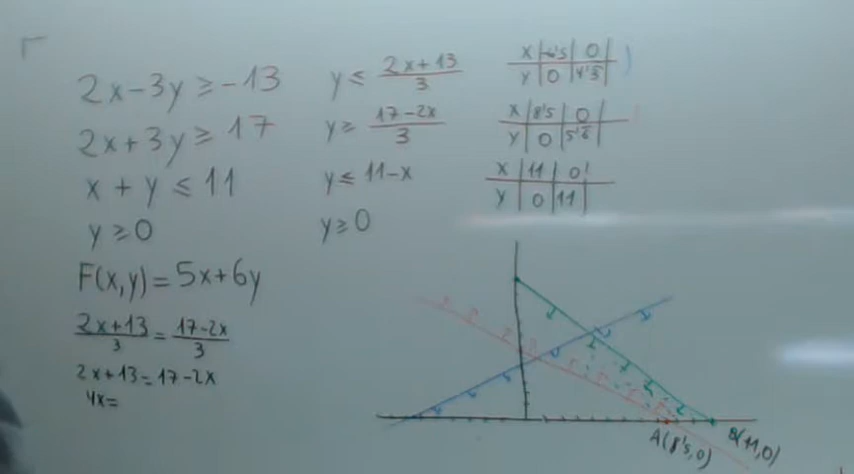 2x-3y ≥ -13
2x+3y ≥ 17
x + y ≤ 11
y ≥ 0
F(x,y) = 5x+6y
2x+13/3 = 17-2x/3
2x+13 = 17-2x
4x=
y ≤ 2x+13/3
y ≥ 17-2x/3
y ≤ 11-x
y ≥ 0
x | -6'5 | 0
y | 0 | 4'3
x | 8'5 | 0
y | 0 | 5'6
x | 11 | 0
y | 0 | 11
A(8'5,0)
B(11,0)